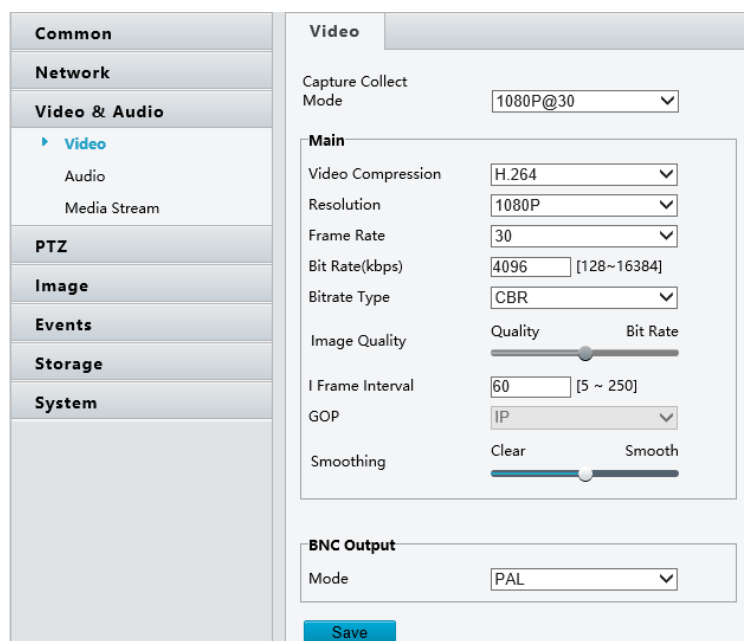 Common
Network
Video & Audio
Video
Audio
Media Stream
PTZ
Image
Events
Storage
System
Video
Capture Collect
Mode 1080P@30
Main
Video Compression H.264
Resolution 1080P
Frame Rate 30
Bit Rate(kbps) 4096 [128~16384]
Bitrate Type CBR
Image Quality Quality Bit Rate
I Frame Interval 60 [5 ~ 250]
GOP IP
Smoothing Clear Smooth
BNC Output
Mode PAL
Save